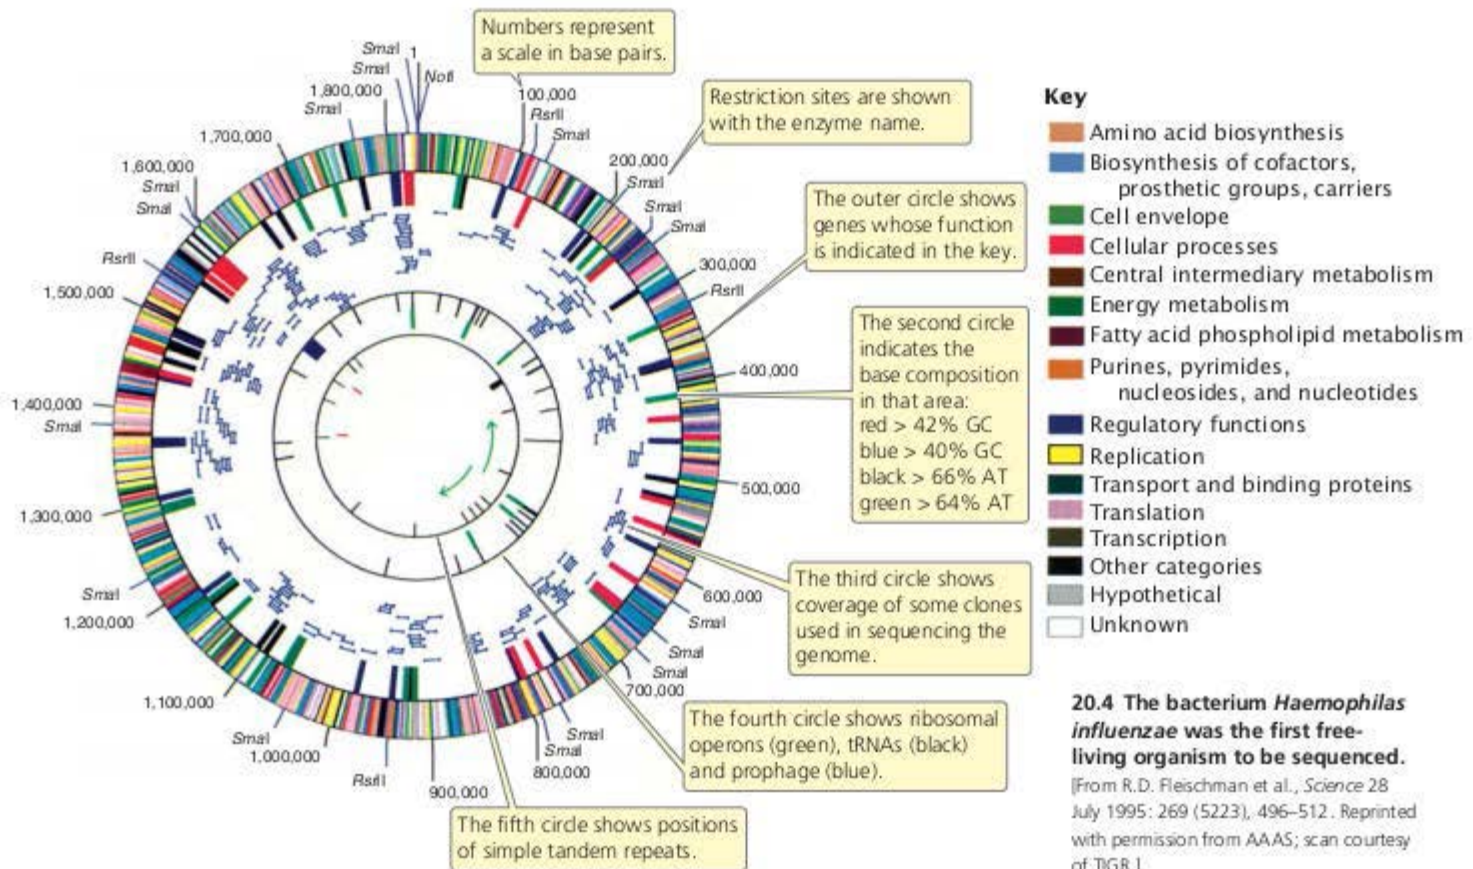 Numbers represent
a scale in base pairs.
SmaI
1
SmaI
NotI
1,800,000
SmaI
100,000
RsrII
SmaI
1,700,000
Restriction sites are shown
with the enzyme name.
200,000
SmaI
1,600,000
SmaI
SmaI
SmaI
SmaI
The outer circle shows
genes whose function
is indicated in the key.
RsrII
300,000
RsrII
1,500,000
The second circle
indicates the
base composition
in that area:
red > 42% GC
blue > 40% GC
black > 66% AT
green > 64% AT
400,000
1,400,000
SmaI
500,000
1,300,000
The third circle shows
coverage of some clones
used in sequencing the
genome.
SmaI
600,000
SmaI
1,200,000
SmaI
SmaI
700,000
1,100,000
The fourth circle shows ribosomal
operons (green), tRNAs (black)
and prophage (blue).
SmaI
1,000,000
SmaI
SmaI
800,000
RsrII
900,000
The fifth circle shows positions
of simple tandem repeats.
Key
Amino acid biosynthesis
Biosynthesis of cofactors,
prosthetic groups, carriers
Cell envelope
Cellular processes
Central intermediary metabolism
Energy metabolism
Fatty acid phospholipid metabolism
Purines, pyrimides,
nucleosides, and nucleotides
Regulatory functions
Replication
Transport and binding proteins
Translation
Transcription
Other categories
Hypothetical
Unknown
20.4 The bacterium Haemophilas
influenzae was the first free-
living organism to be sequenced.
[From R.D. Fleischman et al., Science 28
July 1995: 269 (5223), 496–512. Reprinted
with permission from AAAS; scan courtesy
of TIGR.]